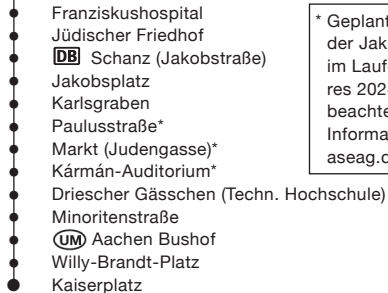 Franziskushospital
Jüdischer Friedhof
DB Schanz (Jakobstraße)
Jakobsplatz
Karlsgraben
Paulusstraße*
Markt (Judengasse)*
Kármán-Auditorium*
Driescher Gässchen (Techn. Hochschule)
Minoritenstraße
UM Aachen Bushof
Willy-Brandt-Platz
Kaiserplatz
* Geplant
der Jak
im Lauf
res 202
beachte
Informa
aseag.d